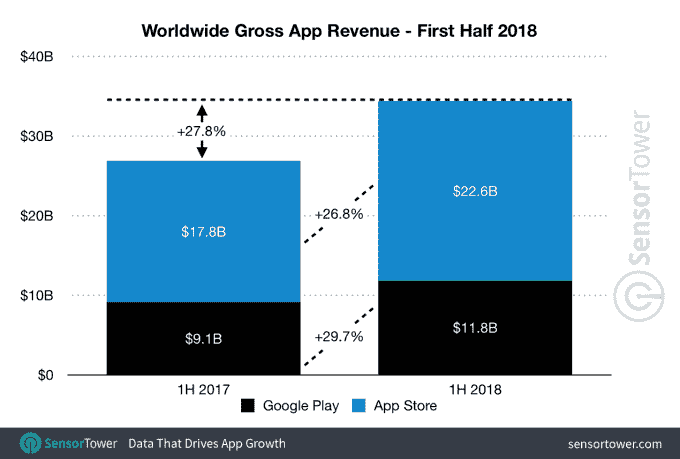 Worldwide Gross App Revenue - First Half 2018
$40B
$30B
$20B
$10B
$0
+27.8%
$17.8B
$9.1B
+26.8%
+29.7%
$22.6B
$11.8B
1H 2017
1H 2018
Google Play
App Store
SensorTower
SensorTower Data That Drives App Growth
sensortower.com